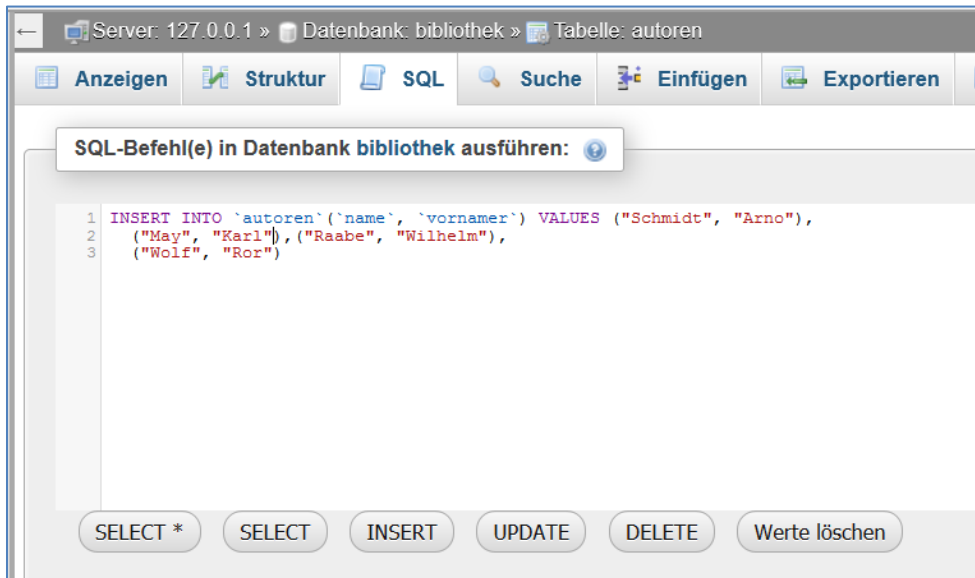 ← Server: 127.0.0.1 » Datenbank: bibliothek » Tabelle: autoren
Anzeigen Struktur SQL Suche Einfügen Exportieren
SQL-Befehl(e) in Datenbank bibliothek ausführen:
1 INSERT INTO `autoren`(`name`, `vornamer`) VALUES ("Schmidt", "Arno"),
2 ("May", "Karl"),("Raabe", "Wilhelm"),
3 ("Wolf", "Ror")
SELECT * SELECT INSERT UPDATE DELETE Werte löschen